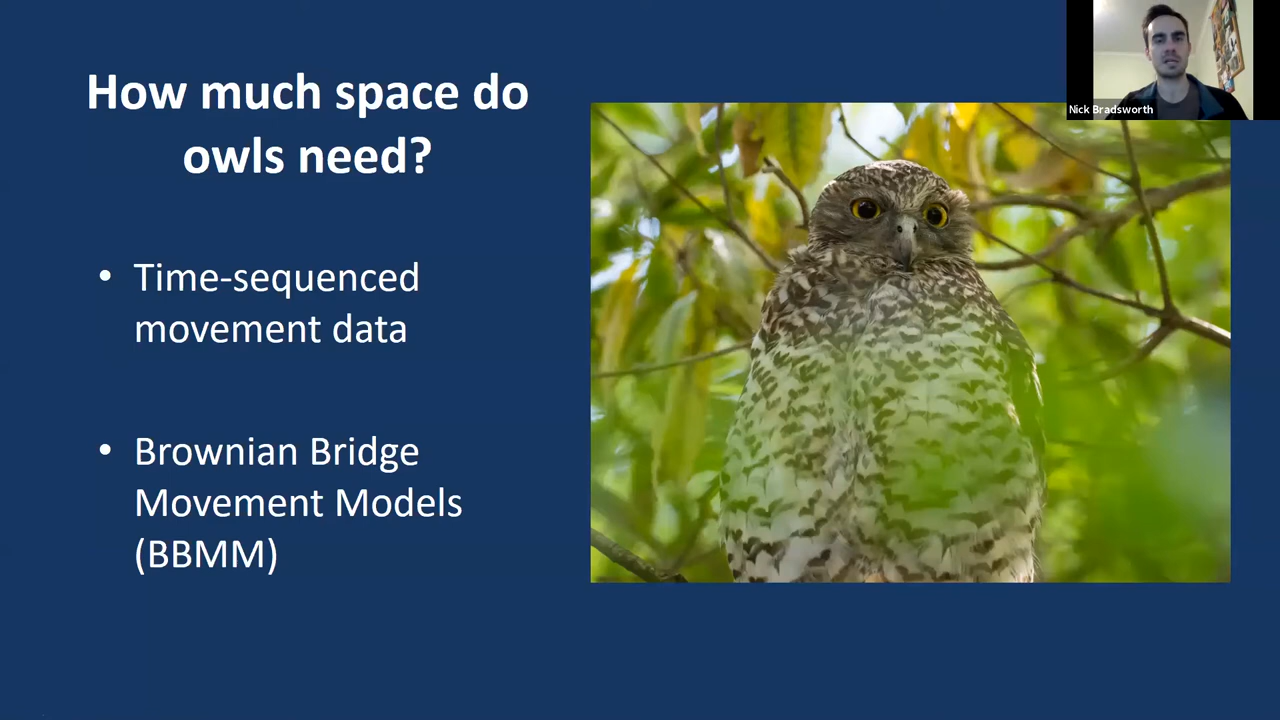 How much space do
owls need?
• Time-sequenced
movement data
• Brownian Bridge
Movement Models
(BBMM)
Nick Bradsworth